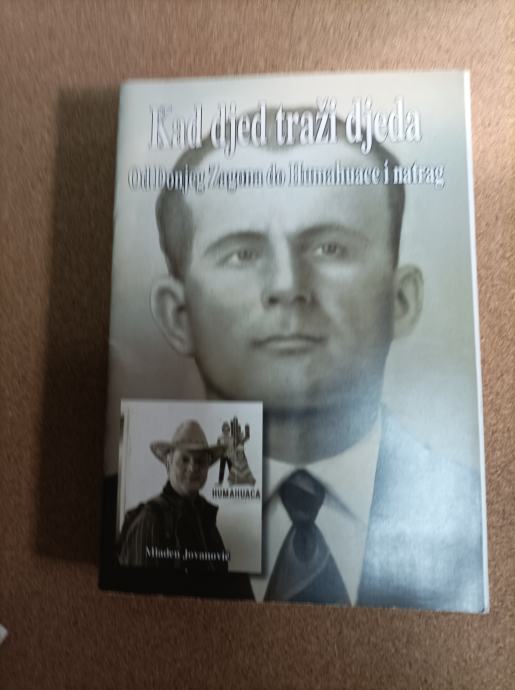 Kad djed traži djeda
Od Donjeg Zagona do Humahuace i natrag
HUMAHUACA
Mladen Jovanović